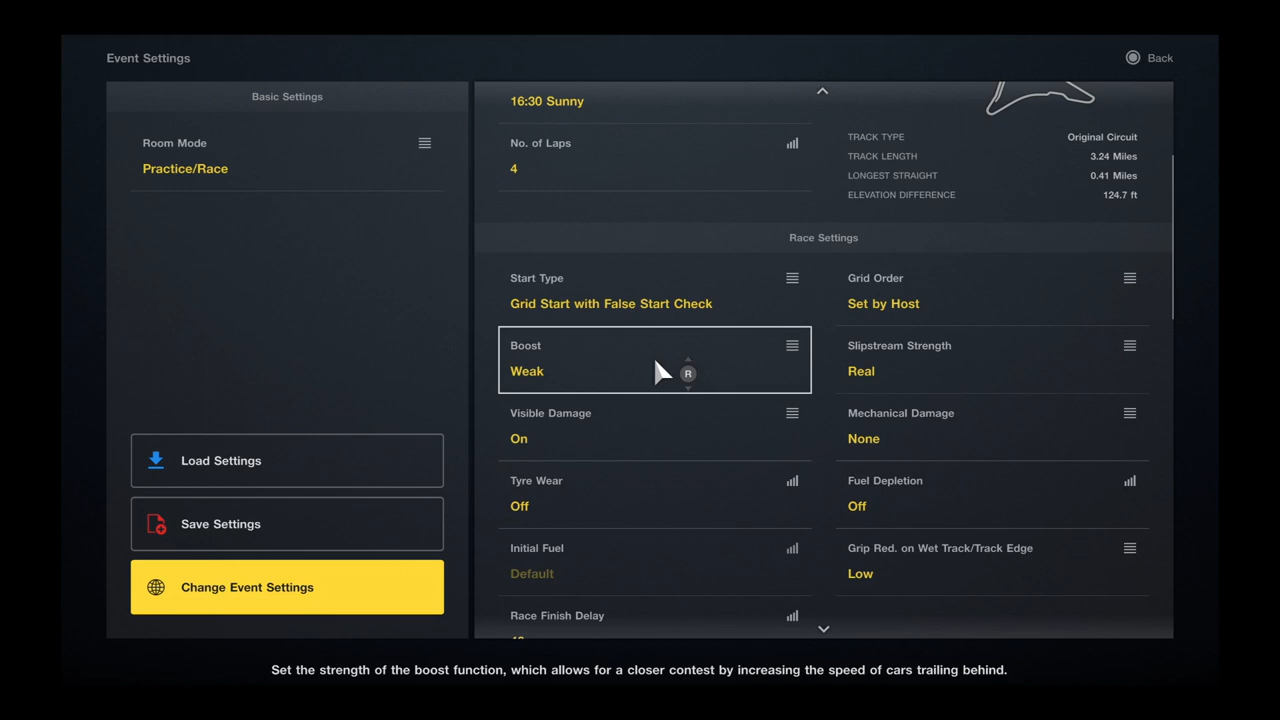 Event Settings
Back
Basic Settings
Room Mode
Practice/Race
Load Settings
Save Settings
Change Event Settings
16:30 Sunny
No. of Laps
4
TRACK TYPE Original Circuit
TRACK LENGTH 3.24 Miles
LONGEST STRAIGHT 0.41 Miles
ELEVATION DIFFERENCE 124.7 ft
Race Settings
Start Type
Grid Start with False Start Check
Grid Order
Set by Host
Boost
Weak
R
Slipstream Strength
Real
Visible Damage
On
Mechanical Damage
None
Tyre Wear
Off
Fuel Depletion
Off
Initial Fuel
Default
Grip Red. on Wet Track/Track Edge
Low
Race Finish Delay
Set the strength of the boost function, which allows for a closer contest by increasing the speed of cars trailing behind.